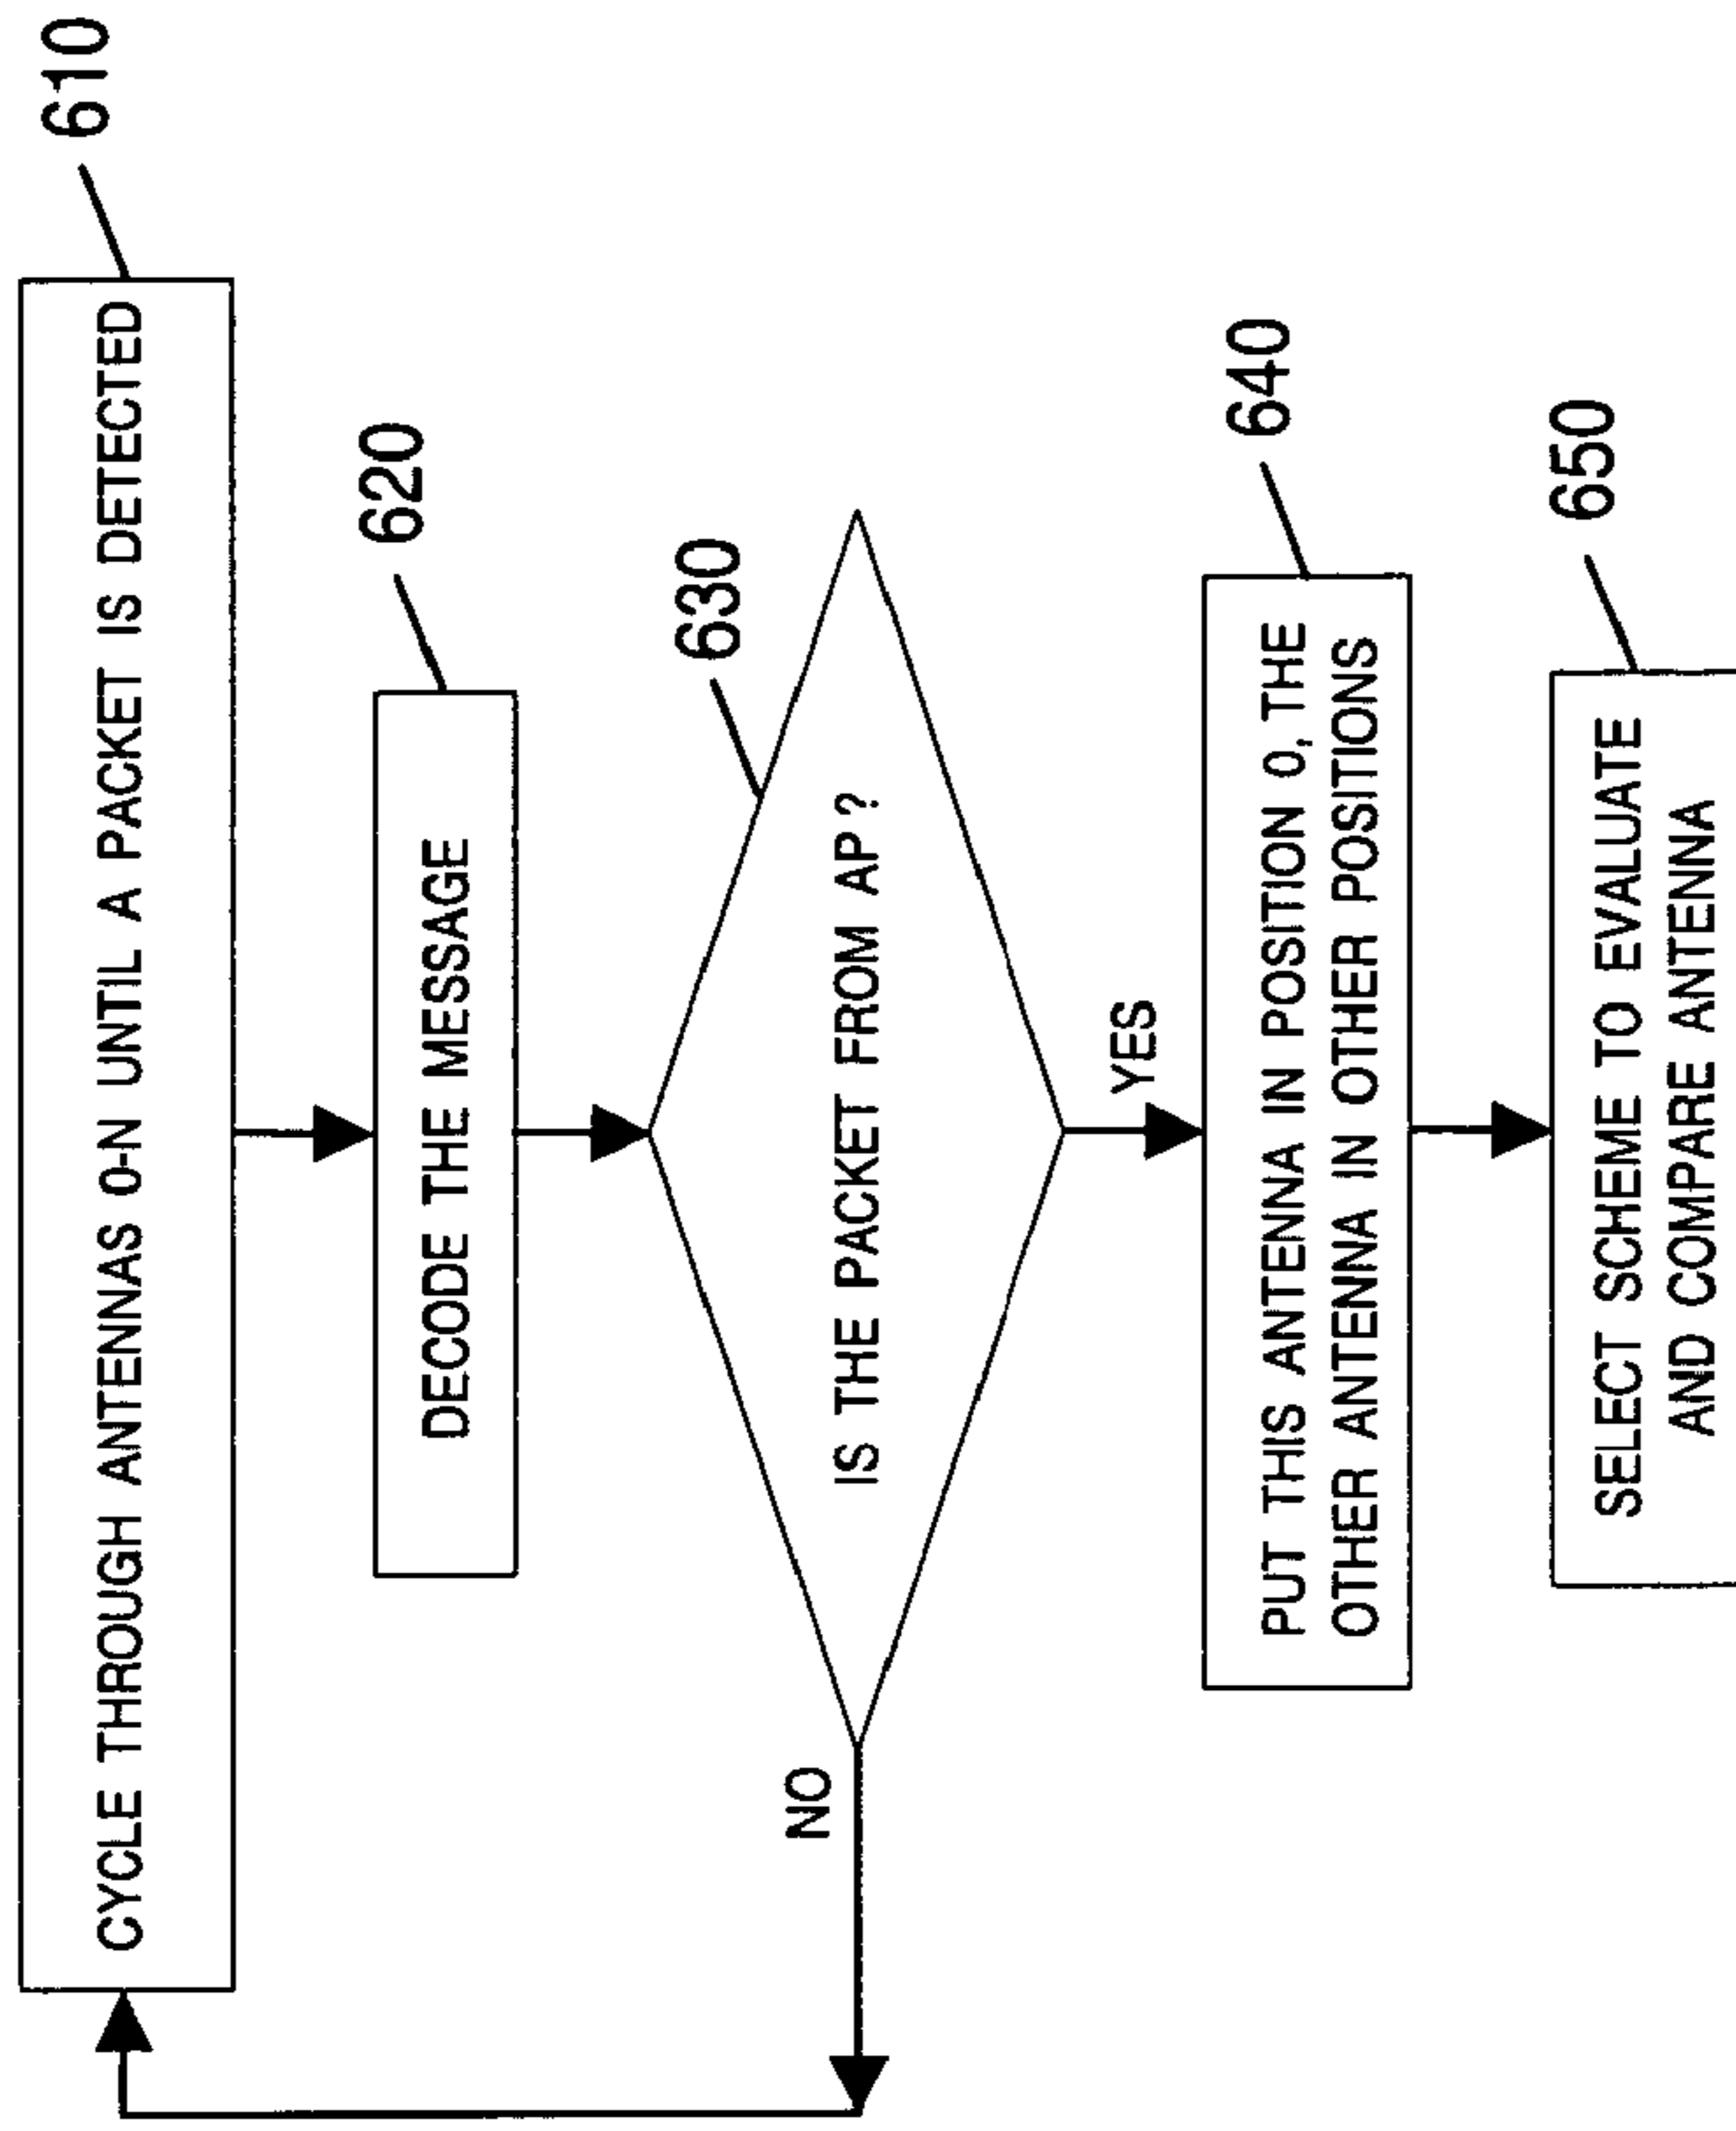 610
CYCLE THROUGH ANTENNAS 0-N UNTIL A PACKET IS DETECTED
620
DECODE THE MESSAGE
630
IS THE PACKET FROM AP?
NO
YES
640
PUT THIS ANTENNA IN POSITION 0, THE
OTHER ANTENNA IN OTHER POSITIONS
650
SELECT SCHEME TO EVALUATE
AND COMPARE ANTENNA